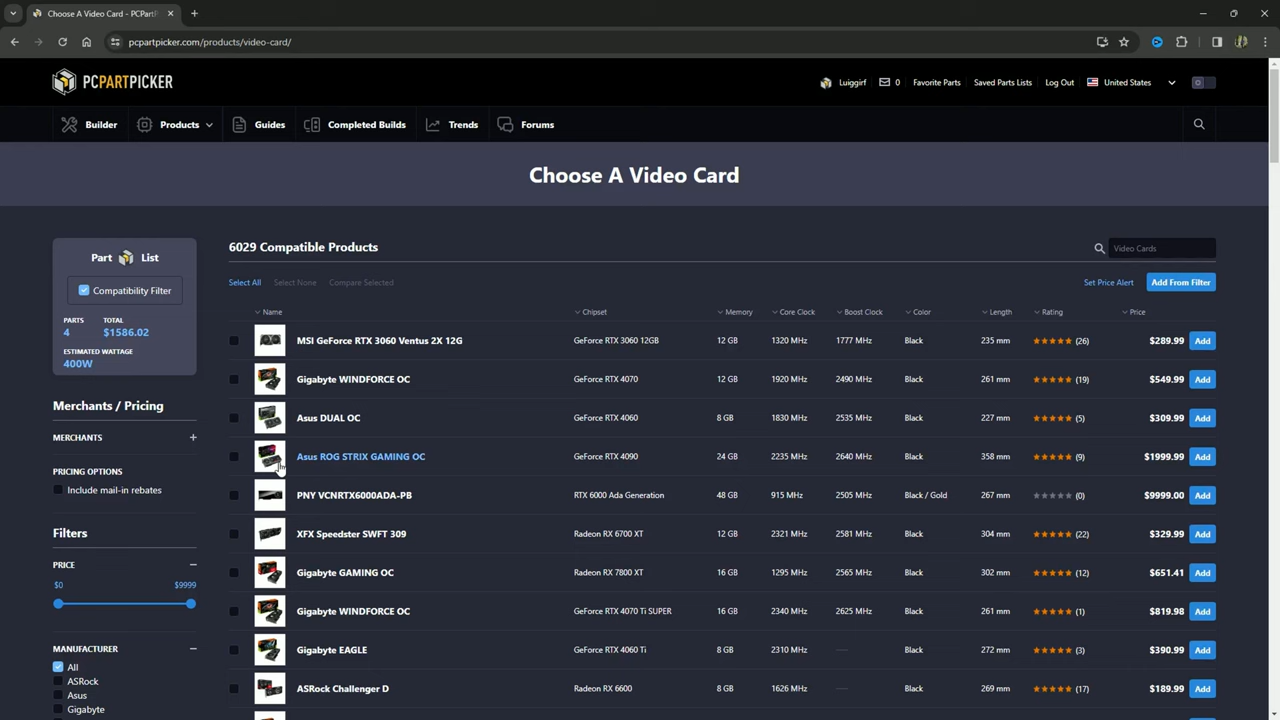 Choose A Video Card - PCPartP
pcpartpicker.com/products/video-card/
PCPARTPICKER
Luiggirf 0 Favorite Parts Saved Parts Lists Log Out United States
Builder Products Guides Completed Builds Trends Forums
Choose A Video Card
Part List
Compatibility Filter
PARTS TOTAL
4 $1586.02
ESTIMATED WATTAGE
400W
Merchants / Pricing
MERCHANTS +
PRICING OPTIONS
Include mail-in rebates
Filters
PRICE −
$0 $9999
MANUFACTURER −
All
ASRock
Asus
Gigabyte
6029 Compatible Products Video Cards
Select All Select None Compare Selected Set Price Alert Add From Filter
Name Chipset Memory Core Clock Boost Clock Color Length Rating Price
MSI GeForce RTX 3060 Ventus 2X 12G GeForce RTX 3060 12GB 12 GB 1320 MHz 1777 MHz Black 235 mm (26) $289.99 Add
Gigabyte WINDFORCE OC GeForce RTX 4070 12 GB 1920 MHz 2490 MHz Black 261 mm (19) $549.99 Add
Asus DUAL OC GeForce RTX 4060 8 GB 1830 MHz 2535 MHz Black 227 mm (5) $309.99 Add
Asus ROG STRIX GAMING OC GeForce RTX 4090 24 GB 2235 MHz 2640 MHz Black 358 mm (9) $1999.99 Add
PNY VCNRTX6000ADA-PB RTX 6000 Ada Generation 48 GB 915 MHz 2505 MHz Black / Gold 267 mm (0) $9999.00 Add
XFX Speedster SWFT 309 Radeon RX 6700 XT 12 GB 2321 MHz 2581 MHz Black 304 mm (22) $329.99 Add
Gigabyte GAMING OC Radeon RX 7800 XT 16 GB 1295 MHz 2565 MHz Black 302 mm (12) $651.41 Add
Gigabyte WINDFORCE OC GeForce RTX 4070 Ti SUPER 16 GB 2340 MHz 2625 MHz Black 261 mm (1) $819.98 Add
Gigabyte EAGLE GeForce RTX 4060 Ti 8 GB 2310 MHz Black 272 mm (3) $390.99 Add
ASRock Challenger D Radeon RX 6600 8 GB 1626 MHz Black 269 mm (17) $189.99 Add